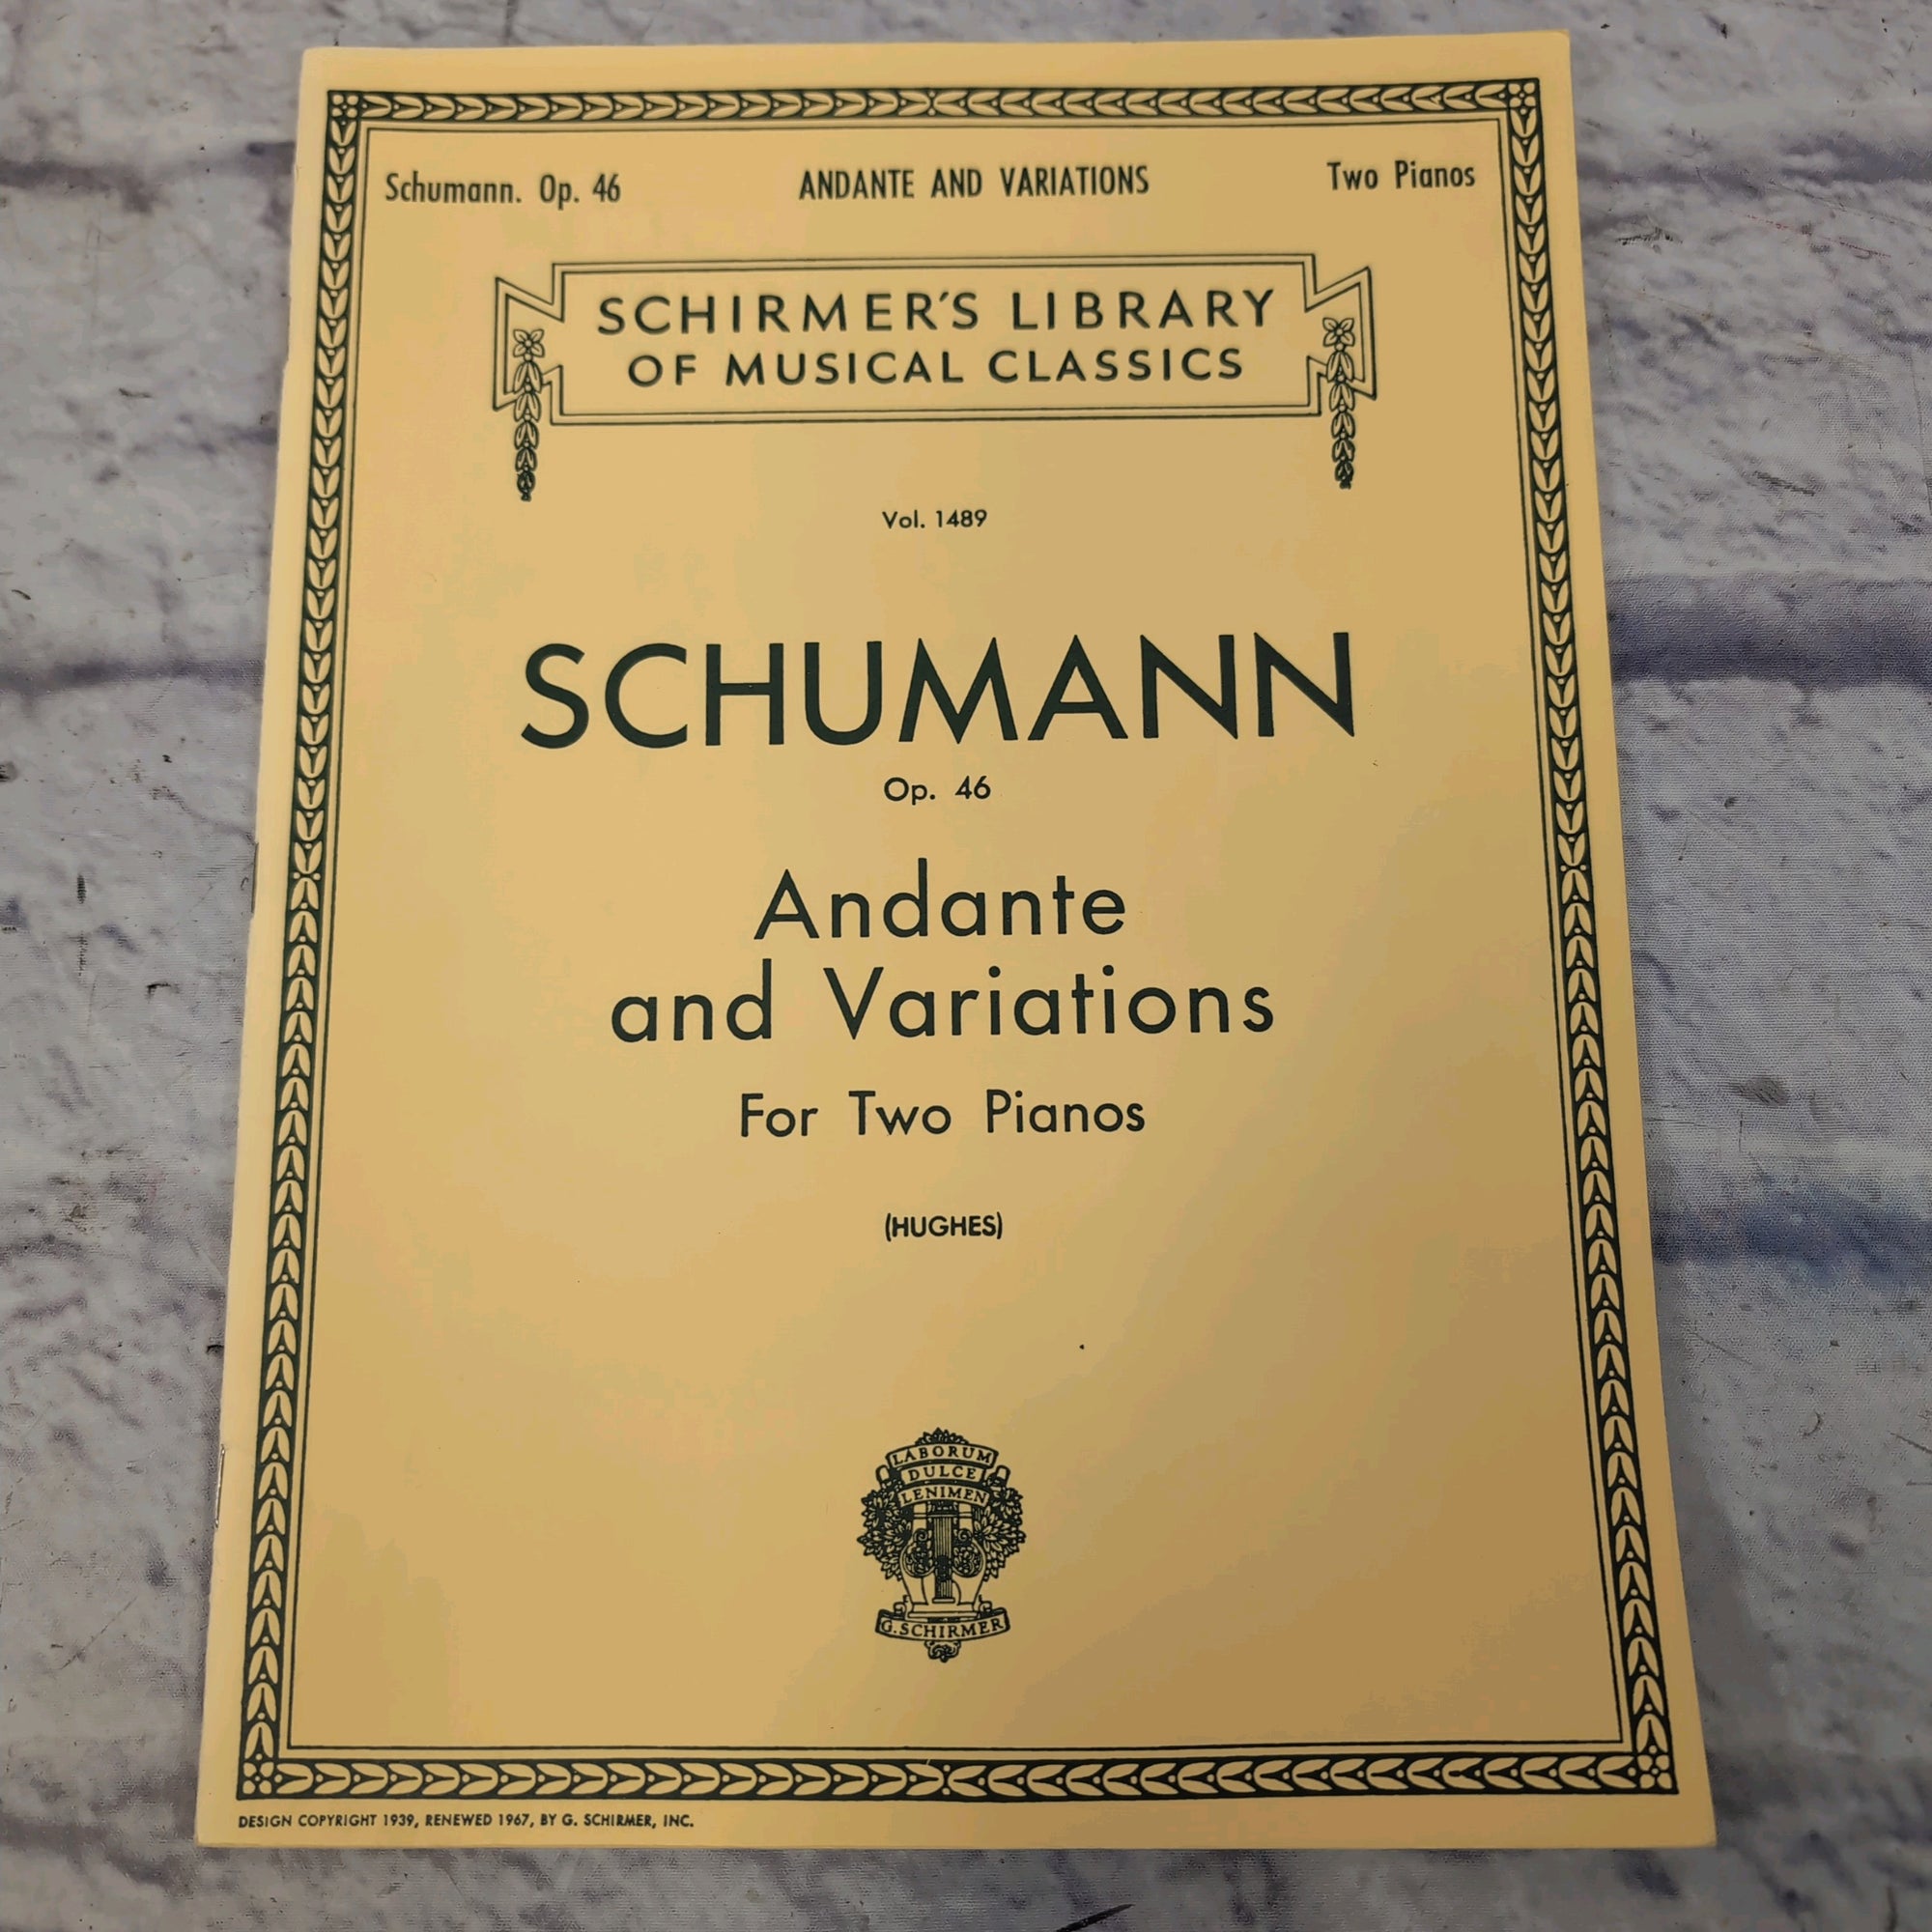 Schumann. Op. 46 ANDANTE AND VARIATIONS Two Pianos
SCHIRMER'S LIBRARY
OF MUSICAL CLASSICS
Vol. 1489
SCHUMANN
Op. 46
Andante
and Variations
For Two Pianos
(HUGHES)
LABORUM
DULCE
LENIMEN
G. SCHIRMER
DESIGN COPYRIGHT 1939, RENEWED 1967, BY G. SCHIRMER, INC.